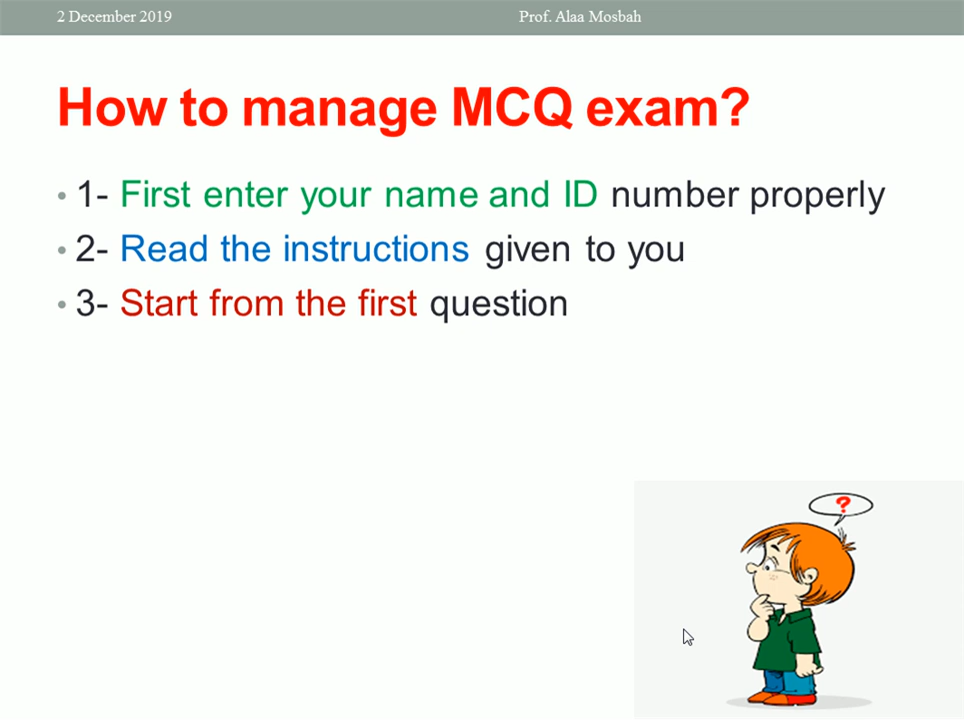 2 December 2019 Prof. Alaa Mosbah
How to manage MCQ exam?
• 1- First enter your name and ID number properly
• 2- Read the instructions given to you
• 3- Start from the first question
?